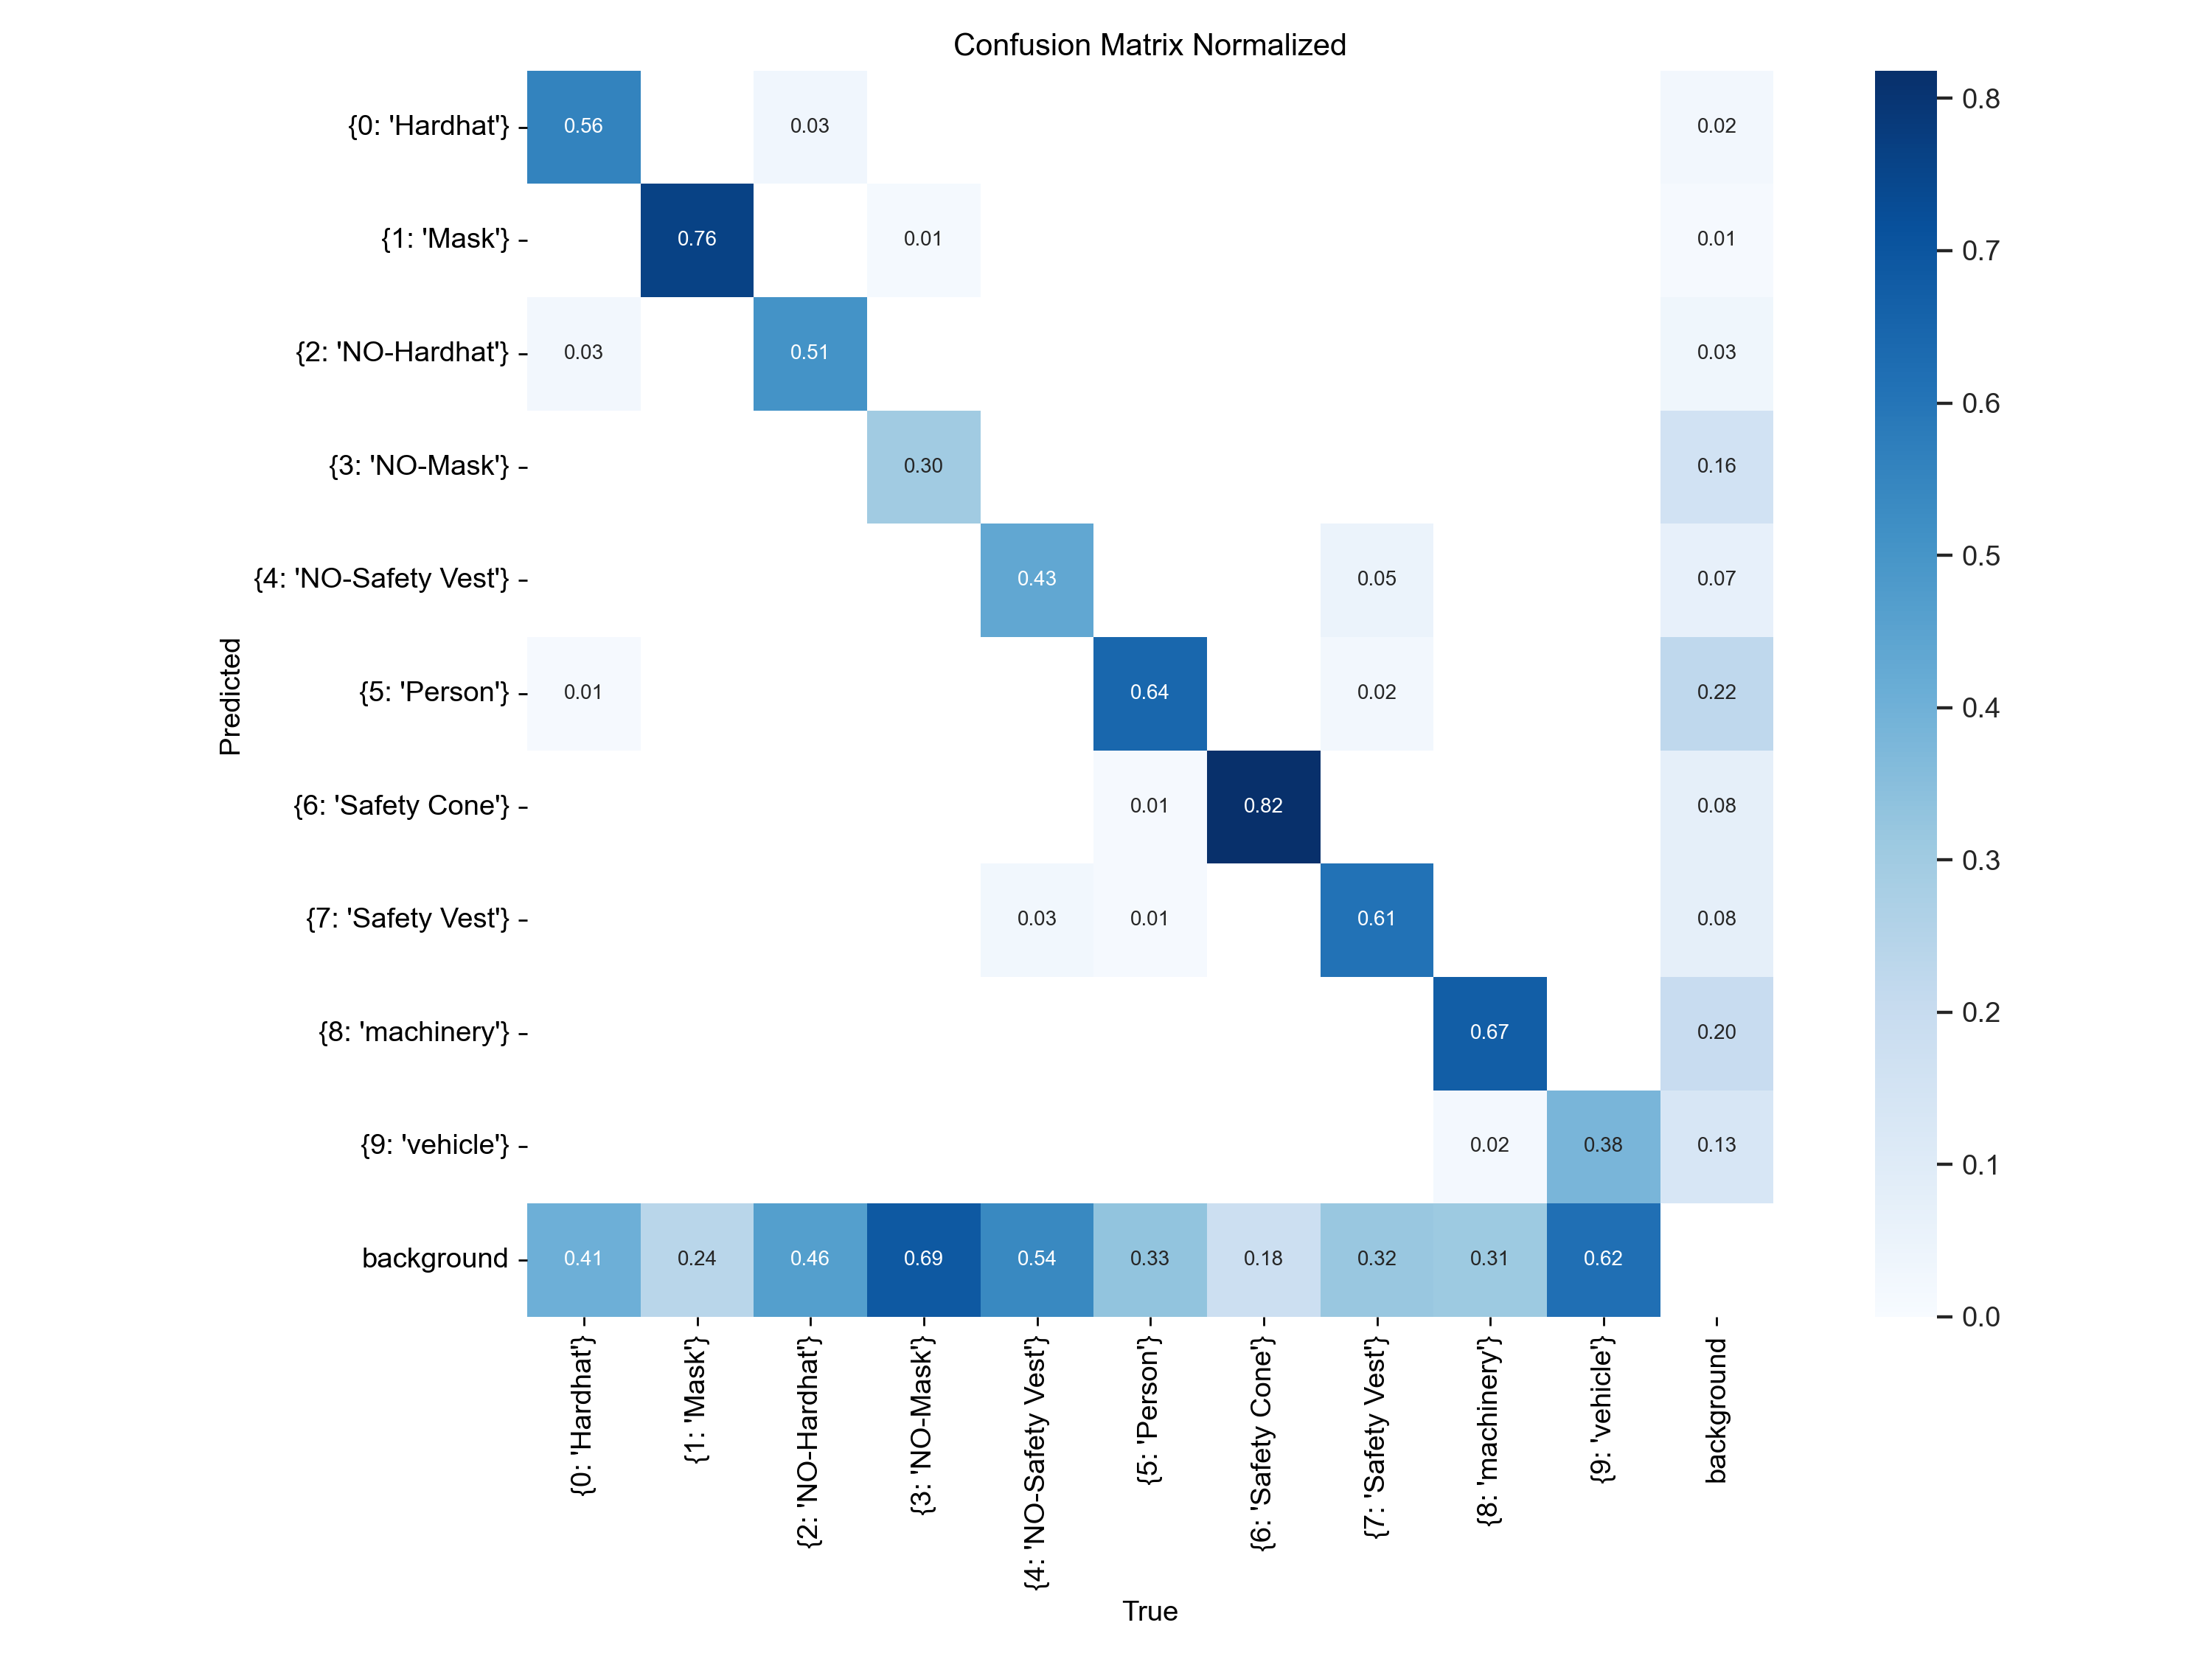 Confusion Matrix Normalized
{0: 'Hardhat'} 0.56 0.03 0.02
{1: 'Mask'} 0.76 0.01 0.01
{2: 'NO-Hardhat'} 0.03 0.51 0.03
{3: 'NO-Mask'} 0.30 0.16
{4: 'NO-Safety Vest'} 0.43 0.05 0.07
{5: 'Person'} 0.01 0.64 0.02 0.22
{6: 'Safety Cone'} 0.01 0.82 0.08
{7: 'Safety Vest'} 0.03 0.01 0.61 0.08
{8: 'machinery'} 0.67 0.20
{9: 'vehicle'} 0.02 0.38 0.13
background 0.41 0.24 0.46 0.69 0.54 0.33 0.18 0.32 0.31 0.62
Predicted
{0: 'Hardhat'}
{1: 'Mask'}
{2: 'NO-Hardhat'}
{3: 'NO-Mask'}
{4: 'NO-Safety Vest'}
{5: 'Person'}
{6: 'Safety Cone'}
{7: 'Safety Vest'}
{8: 'machinery'}
{9: 'vehicle'}
background
True
0.8
0.7
0.6
0.5
0.4
0.3
0.2
0.1
0.0